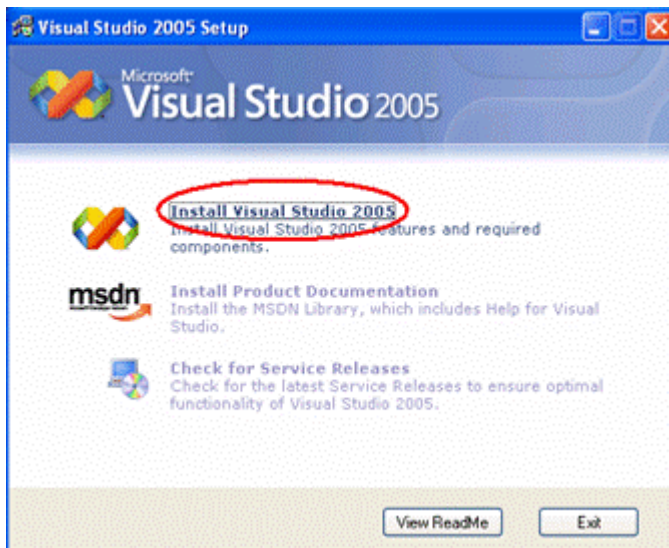 Visual Studio 2005 Setup
Microsoft
Visual Studio 2005
Install Visual Studio 2005
Install Visual Studio 2005 features and required
components.
msdn
Install Product Documentation
Install the MSDN Library, which includes Help for Visual
Studio.
Check for Service Releases
Check for the latest Service Releases to ensure optimal
functionality of Visual Studio 2005.
View ReadMe
Exit